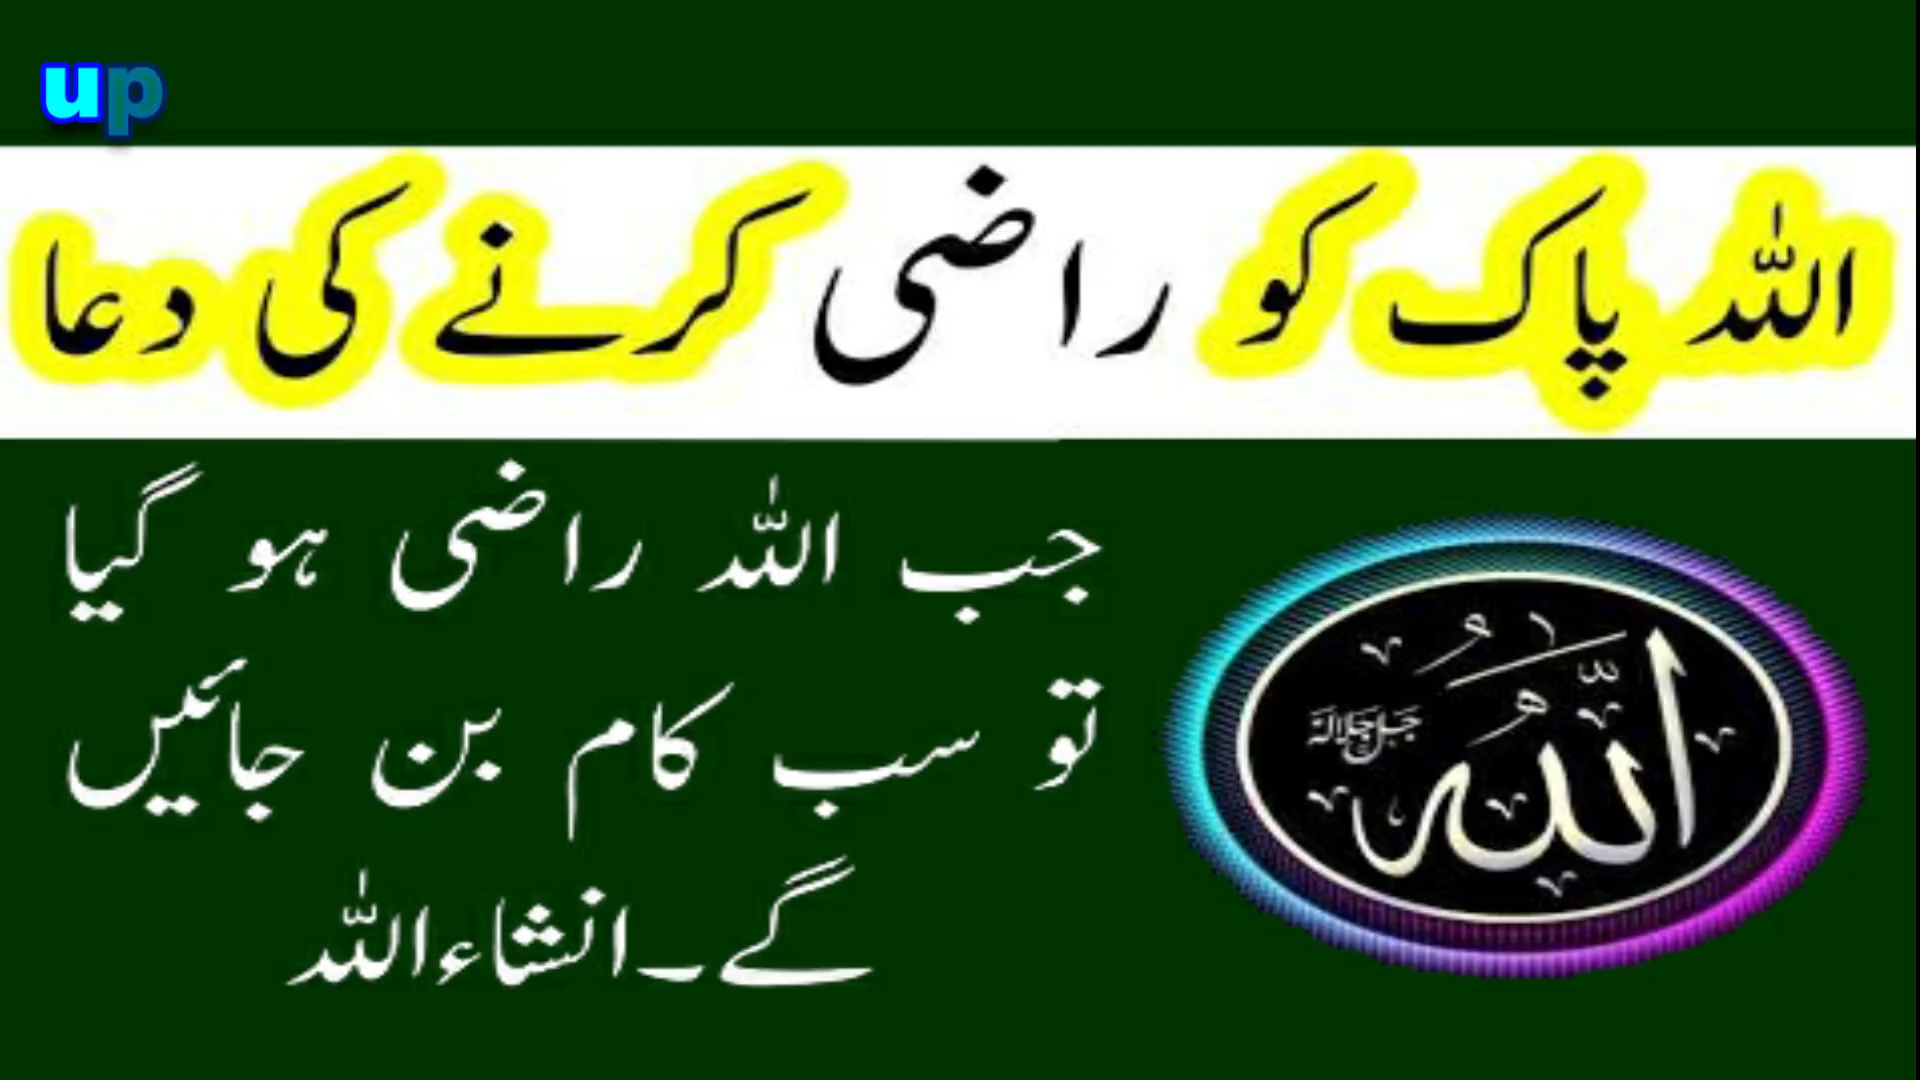 up
اللہ پاک کو راضی کرنے کی دعا
جب اللہ راضی ہو گیا
تو سب کام بن جائیں
گے۔انشاءاللہ
اللہ
جل جلالہ